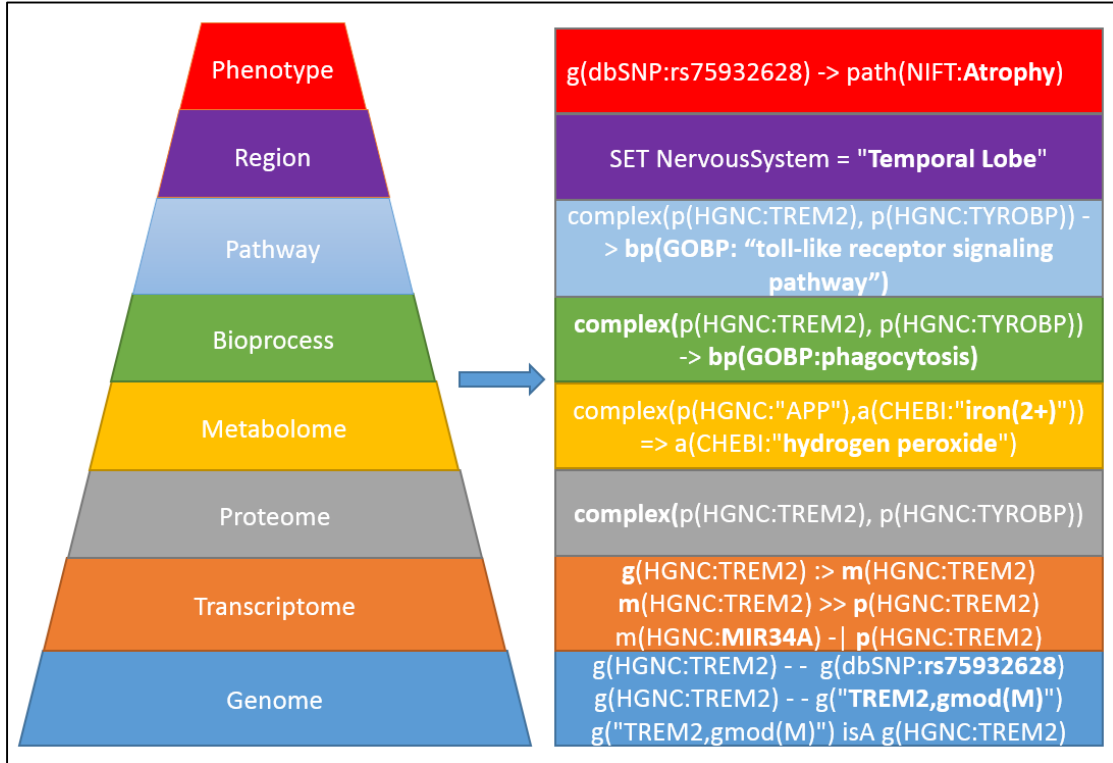 Phenotype
g(dbSNP:rs75932628) -> path(NIFT:Atrophy)
Region
SET NervousSystem = "Temporal Lobe"
Pathway
complex(p(HGNC:TREM2), p(HGNC:TYROBP)) -
> bp(GOBP: “toll-like receptor signaling
pathway”)
Bioprocess
complex(p(HGNC:TREM2), p(HGNC:TYROBP))
-> bp(GOBP:phagocytosis)
Metabolome
complex(p(HGNC:"APP"),a(CHEBI:"iron(2+)"))
=> a(CHEBI:"hydrogen peroxide")
Proteome
complex(p(HGNC:TREM2), p(HGNC:TYROBP))
Transcriptome
g(HGNC:TREM2) :> m(HGNC:TREM2)
m(HGNC:TREM2) >> p(HGNC:TREM2)
m(HGNC:MIR34A) -| p(HGNC:TREM2)
Genome
g(HGNC:TREM2) - - g(dbSNP:rs75932628)
g(HGNC:TREM2) - - g("TREM2,gmod(M)")
g("TREM2,gmod(M)") isA g(HGNC:TREM2)